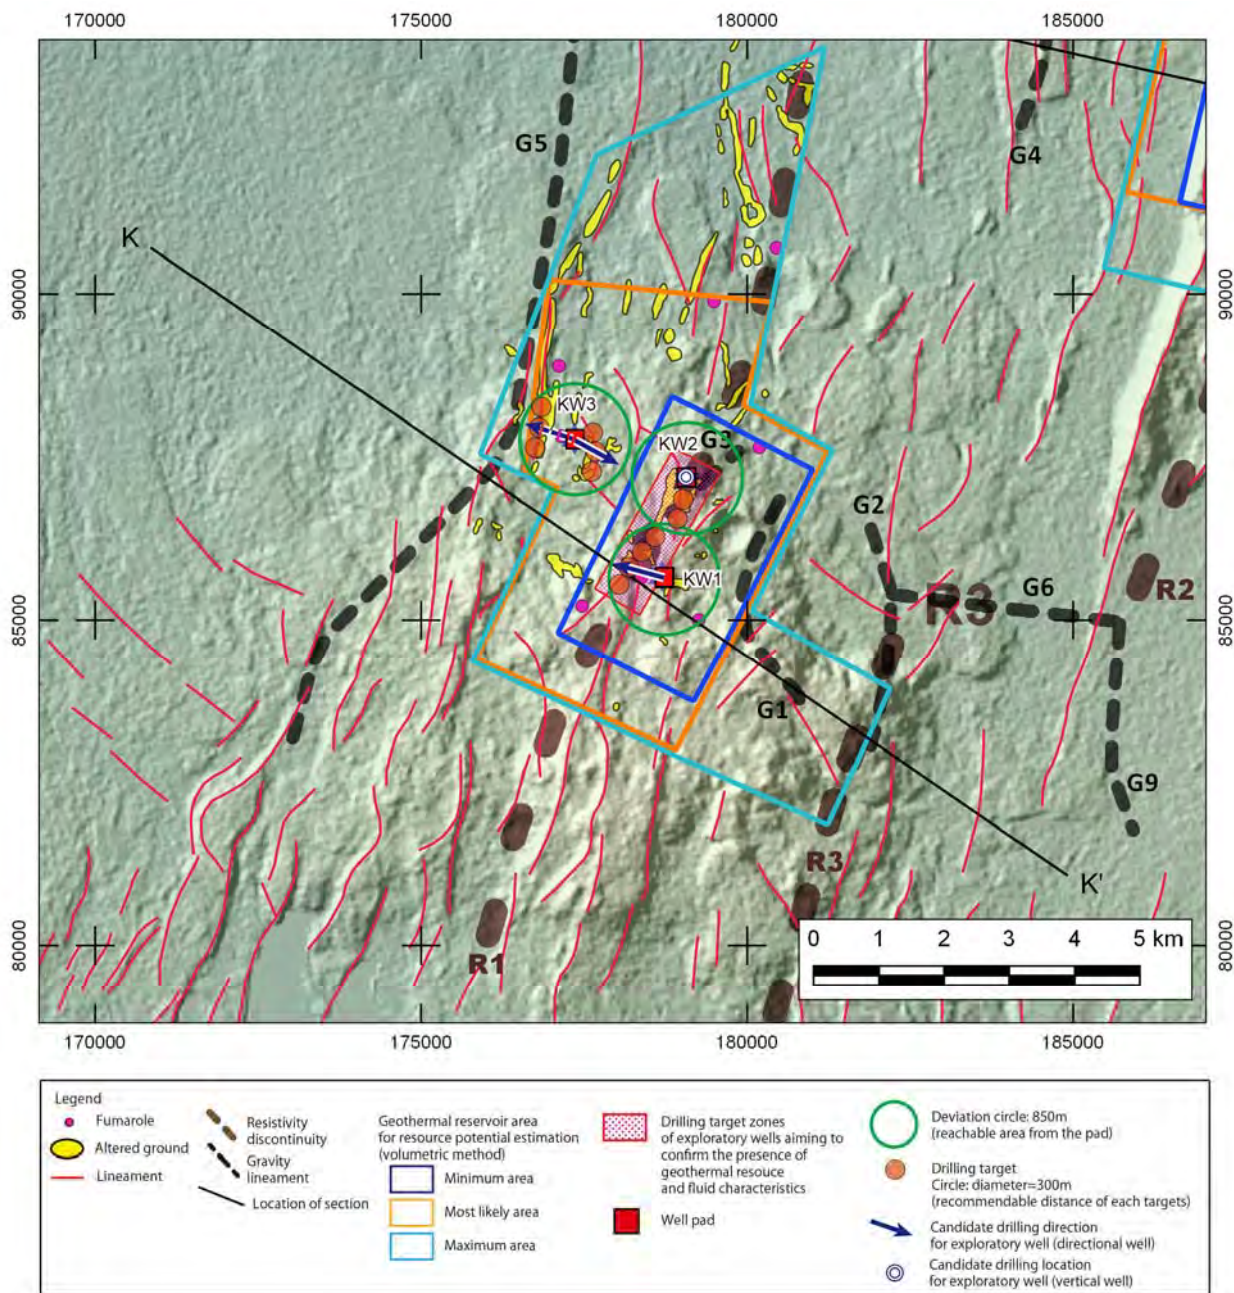 170000 175000 180000 185000
G5
G4
K
90000 90000
KW3
G3
KW2
G2
KW1
R3 G6 R2
85000 85000
G1
G9
R3
K'
R1
80000 80000
0 1 2 3 4 5 km
170000 175000 180000 185000
Legend
Fumarole
Altered ground
Lineament
Resistivity
discontinuity
Gravity
lineament
Location of section
Geothermal reservoir area
for resource potential estimation
(volumetric method)
Minimum area
Most likely area
Maximum area
Drilling target zones
of exploratory wells aiming to
confirm the presence of
geothermal resouce
and fluid characteristics
Well pad
Deviation circle: 850m
(reachable area from the pad)
Drilling target
Circle: diameter=300m
(recommendable distance of each targets)
Candidate drilling direction
for exploratory well (directional well)
Candidate drilling location
for exploratory well (vertical well)